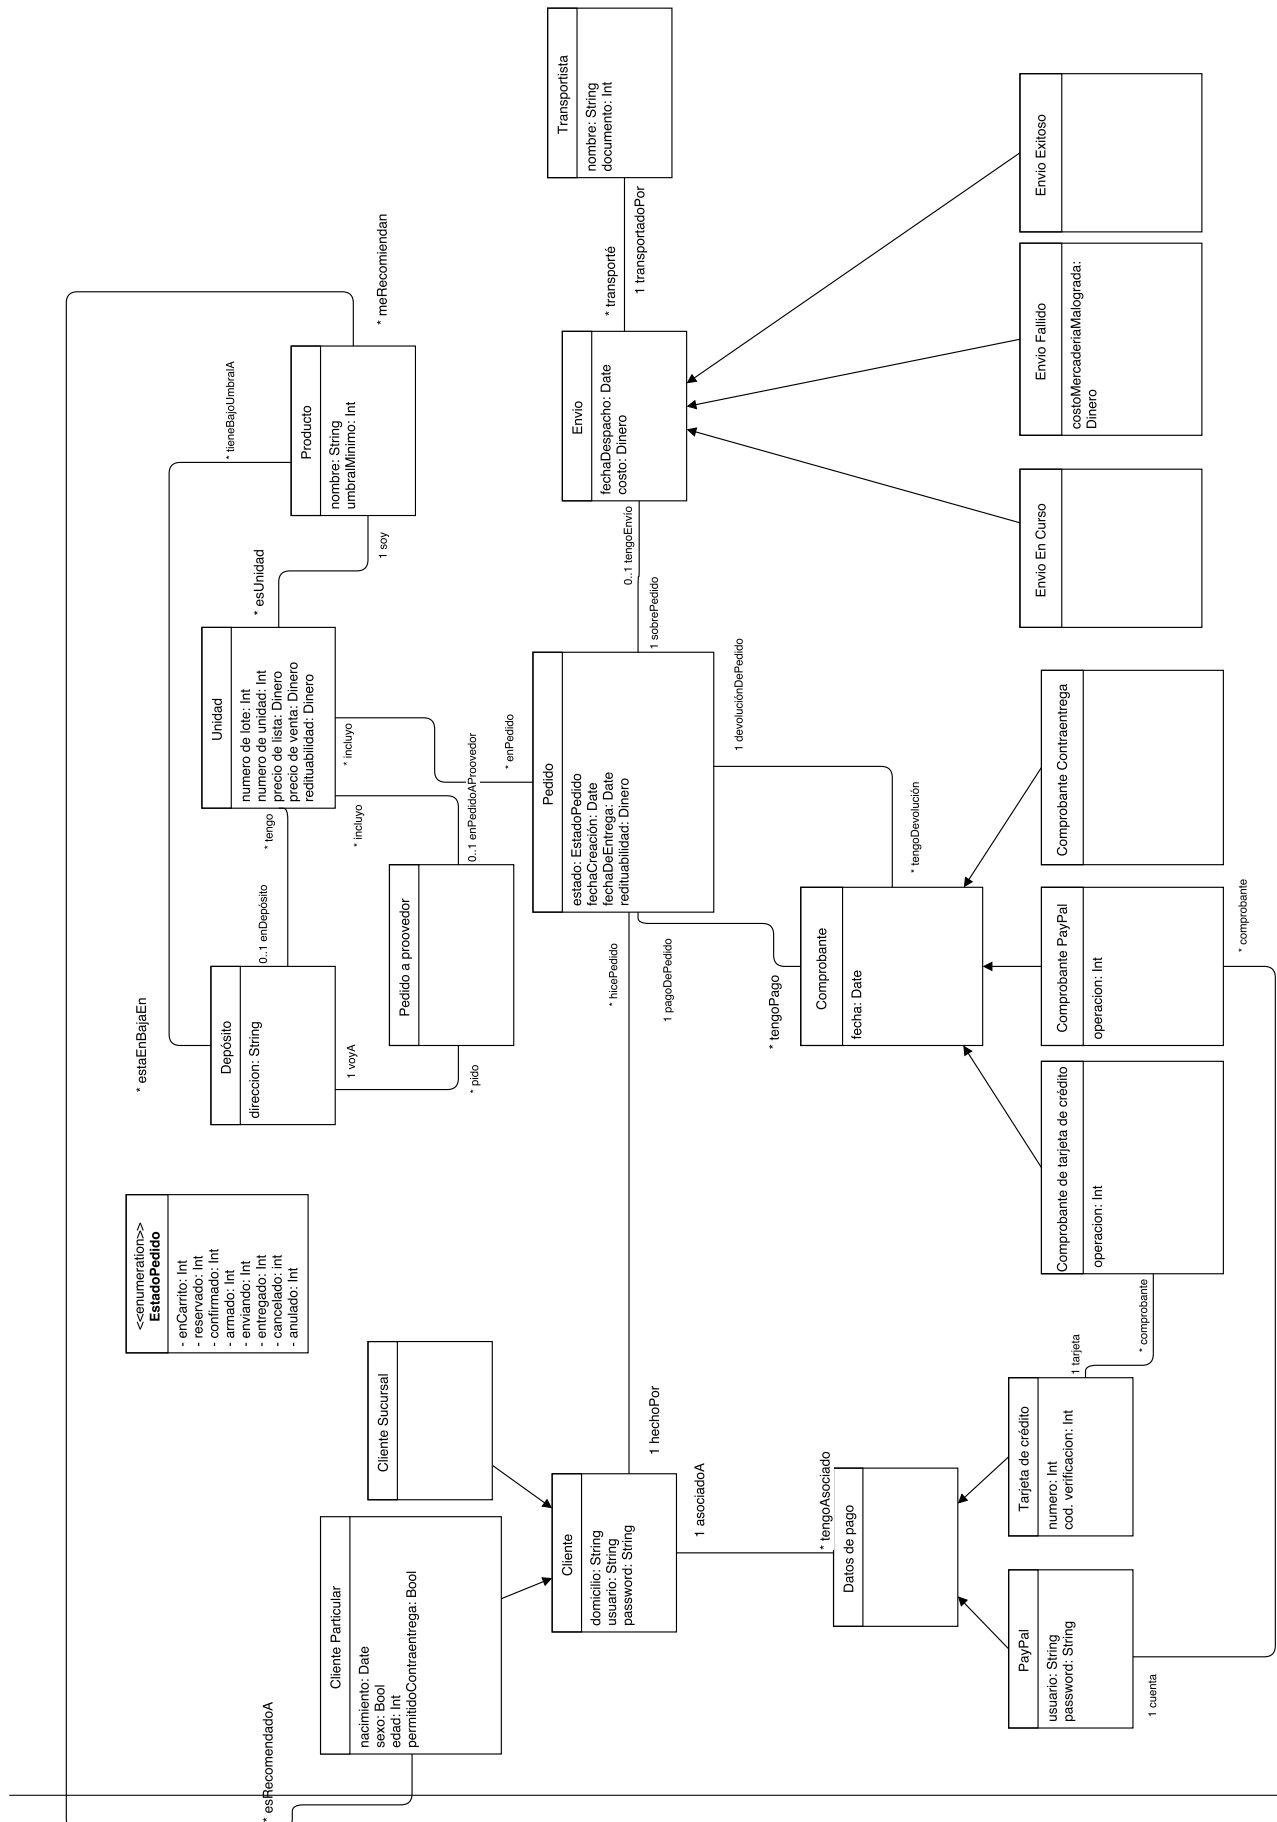 Transportista
nombre: String
documento: Int
* transporté
1 transportadoPor
Envio Exitoso
Envio Fallido
costoMercaderiaMalograda:
Dinero
Envio En Curso
Envío
fechaDespacho: Date
costo: Dinero
0..1 tengoEnvío
1 sobrePedido
* meRecomiendan
* tieneBajoUmbralA
Producto
nombre: String
umbralMinimo: Int
1 soy
* esUnidad
Unidad
numero de lote: Int
numero de unidad: Int
precio de lista: Dinero
precio de venta: Dinero
redituabilidad: Dinero
* incluyo
* enPedido
* tengo
* incluyo
0..1 enPedidoAProovedor
0..1 enDepósito
Pedido
estado: EstadoPedido
fechaCreación: Date
fechaDeEntrega: Date
redituabilidad: Dinero
1 devoluciónDePedido
* tengoDevolución
Pedido a proovedor
Depósito
direccion: String
* estaEnBajaEn
1 voyA
* pido
* hicePedido
1 pagoDePedido
* tengoPago
Comprobante
fecha: Date
Comprobante Contraentrega
Comprobante PayPal
operacion: Int
* comprobante
Comprobante de tarjeta de crédito
operacion: Int
<<enumeration>>
EstadoPedido
- enCarrito: Int
- reservado: Int
- confirmado: Int
- armado: Int
- enviando: Int
- entregado: Int
- cancelado: int
- anulado: Int
Cliente Sucursal
Cliente Particular
nacimiento: Date
sexo: Bool
edad: Int
permitidoContraentrega: Bool
* esRecomendadoA
Cliente
domicilio: String
usuario: String
password: String
1 hechoPor
1 asociadoA
* tengoAsociado
Datos de pago
Tarjeta de crédito
numero: Int
cod. verificacion: Int
1 tarjeta
* comprobante
PayPal
usuario: String
password: String
1 cuenta